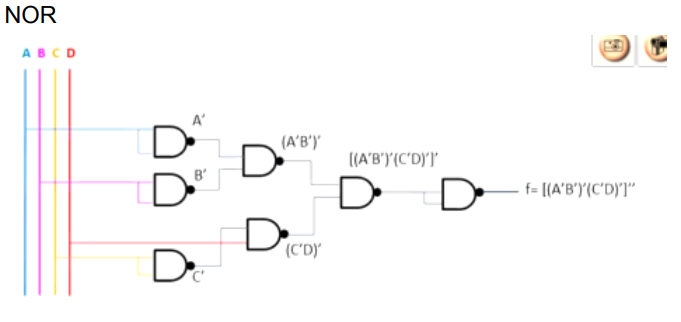 NOR
A B C D
A'
(A'B')'
B'
[(A'B')'(C'D)']'
f= [(A'B')'(C'D)']''
(C'D)'
C'